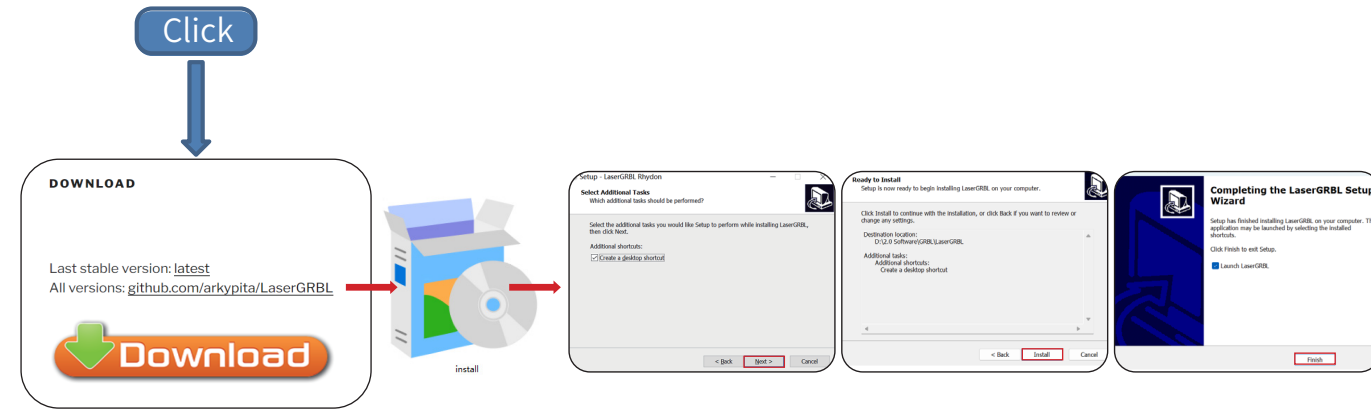 Click
DOWNLOAD
Last stable version: latest
All versions: github.com/arkypita/LaserGRBL
Download
install
Setup - LaserGRBL Rhydon
Select Additional Tasks
Which additional tasks should be performed?
Select the additional tasks you would like Setup to perform while installing LaserGRBL,
then click Next.
Additional shortcuts:
Create a desktop shortcut
< Back
Next >
Cancel
Ready to Install
Setup is now ready to begin installing LaserGRBL on your computer.
Click Install to continue with the installation, or click Back if you want to review or
change any settings.
Destination location:
D:\2.0 Software\GRBL\LaserGRBL
Additional tasks:
Additional shortcuts:
Create a desktop shortcut
< Back
Install
Cancel
Completing the LaserGRBL Setup
Wizard
Setup has finished installing LaserGRBL on your computer.
application may be launched by selecting the installed
shortcuts.
Click Finish to exit Setup.
Launch LaserGRBL
Finish